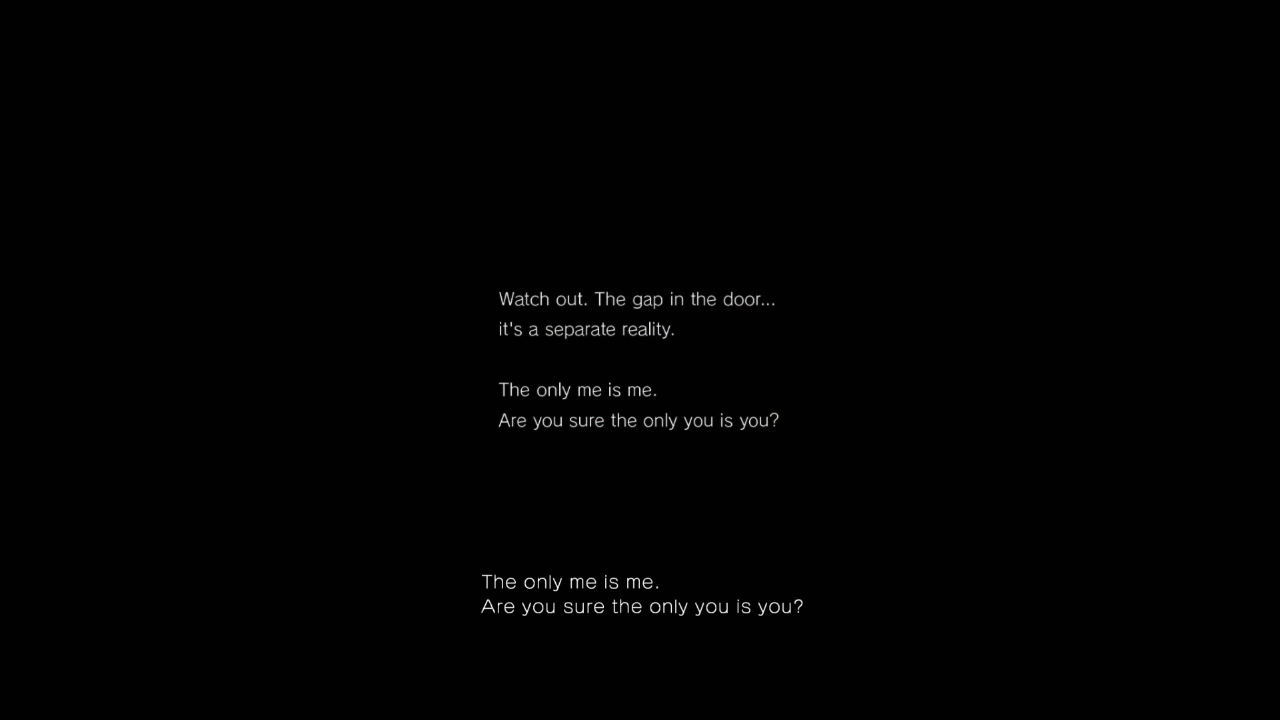 Watch out. The gap in the door...
it's a separate reality.
The only me is me.
Are you sure the only you is you?
The only me is me.
Are you sure the only you is you?